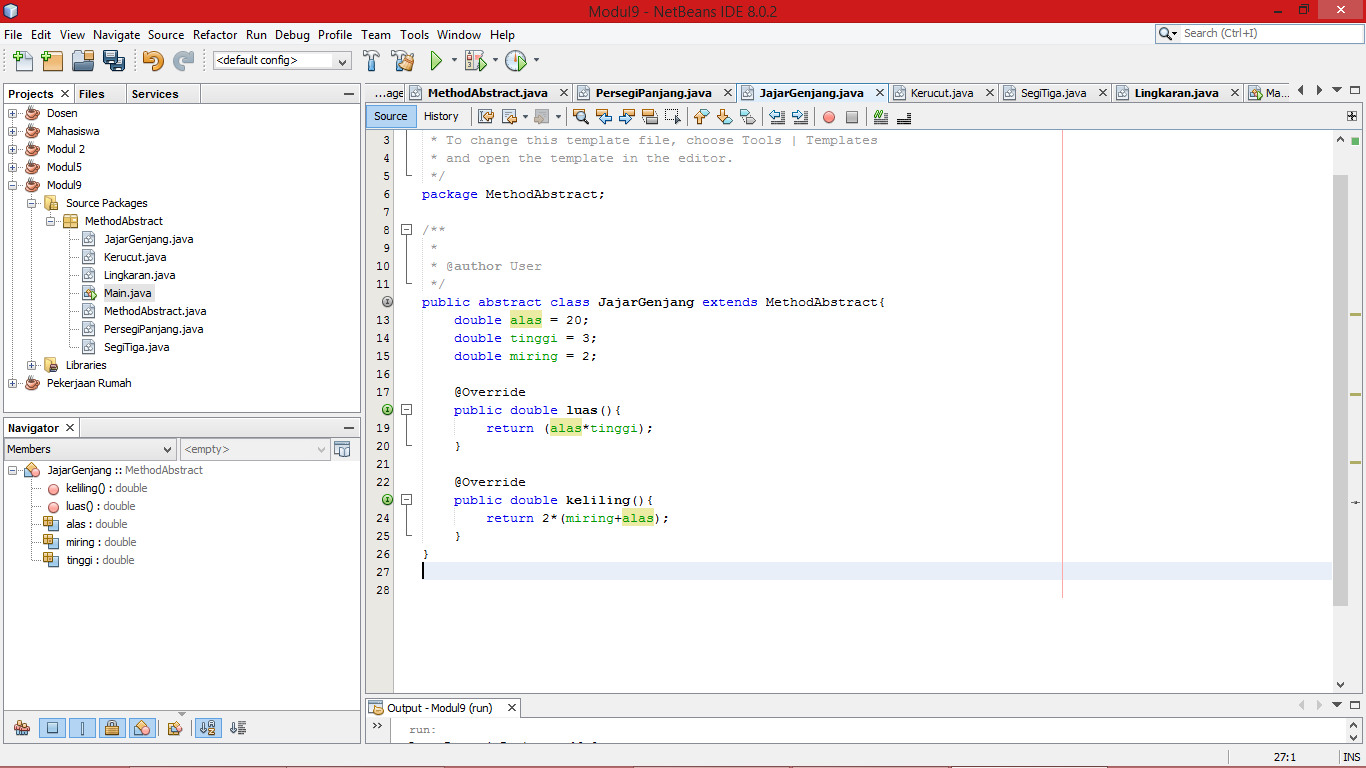 Modul9 - NetBeans IDE 8.0.2
File Edit View Navigate Source Refactor Run Debug Profile Team Tools Window Help
Search (Ctrl+I)
<default config>
Projects Files Services
Dosen
Mahasiswa
Modul 2
Modul5
Modul9
Source Packages
MethodAbstract
JajarGenjang.java
Kerucut.java
Lingkaran.java
Main.java
MethodAbstract.java
PersegiPanjang.java
SegiTiga.java
Libraries
Pekerjaan Rumah
Navigator
Members <empty>
JajarGenjang :: MethodAbstract
keliling() : double
luas() : double
alas : double
miring : double
tinggi : double
...age MethodAbstract.java PersegiPanjang.java JajarGenjang.java Kerucut.java SegiTiga.java Lingkaran.java Ma...
Source History
3 * To change this template file, choose Tools | Templates
4 * and open the template in the editor.
5 */
6 package MethodAbstract;
7
8 /**
9 *
10 * @author User
11 */
public abstract class JajarGenjang extends MethodAbstract{
13 double alas = 20;
14 double tinggi = 3;
15 double miring = 2;
16
17 @Override
public double luas(){
19 return (alas*tinggi);
20 }
21
22 @Override
public double keliling(){
24 return 2*(miring+alas);
25 }
26 }
27
28
Output - Modul9 (run)
run:
27:1 INS